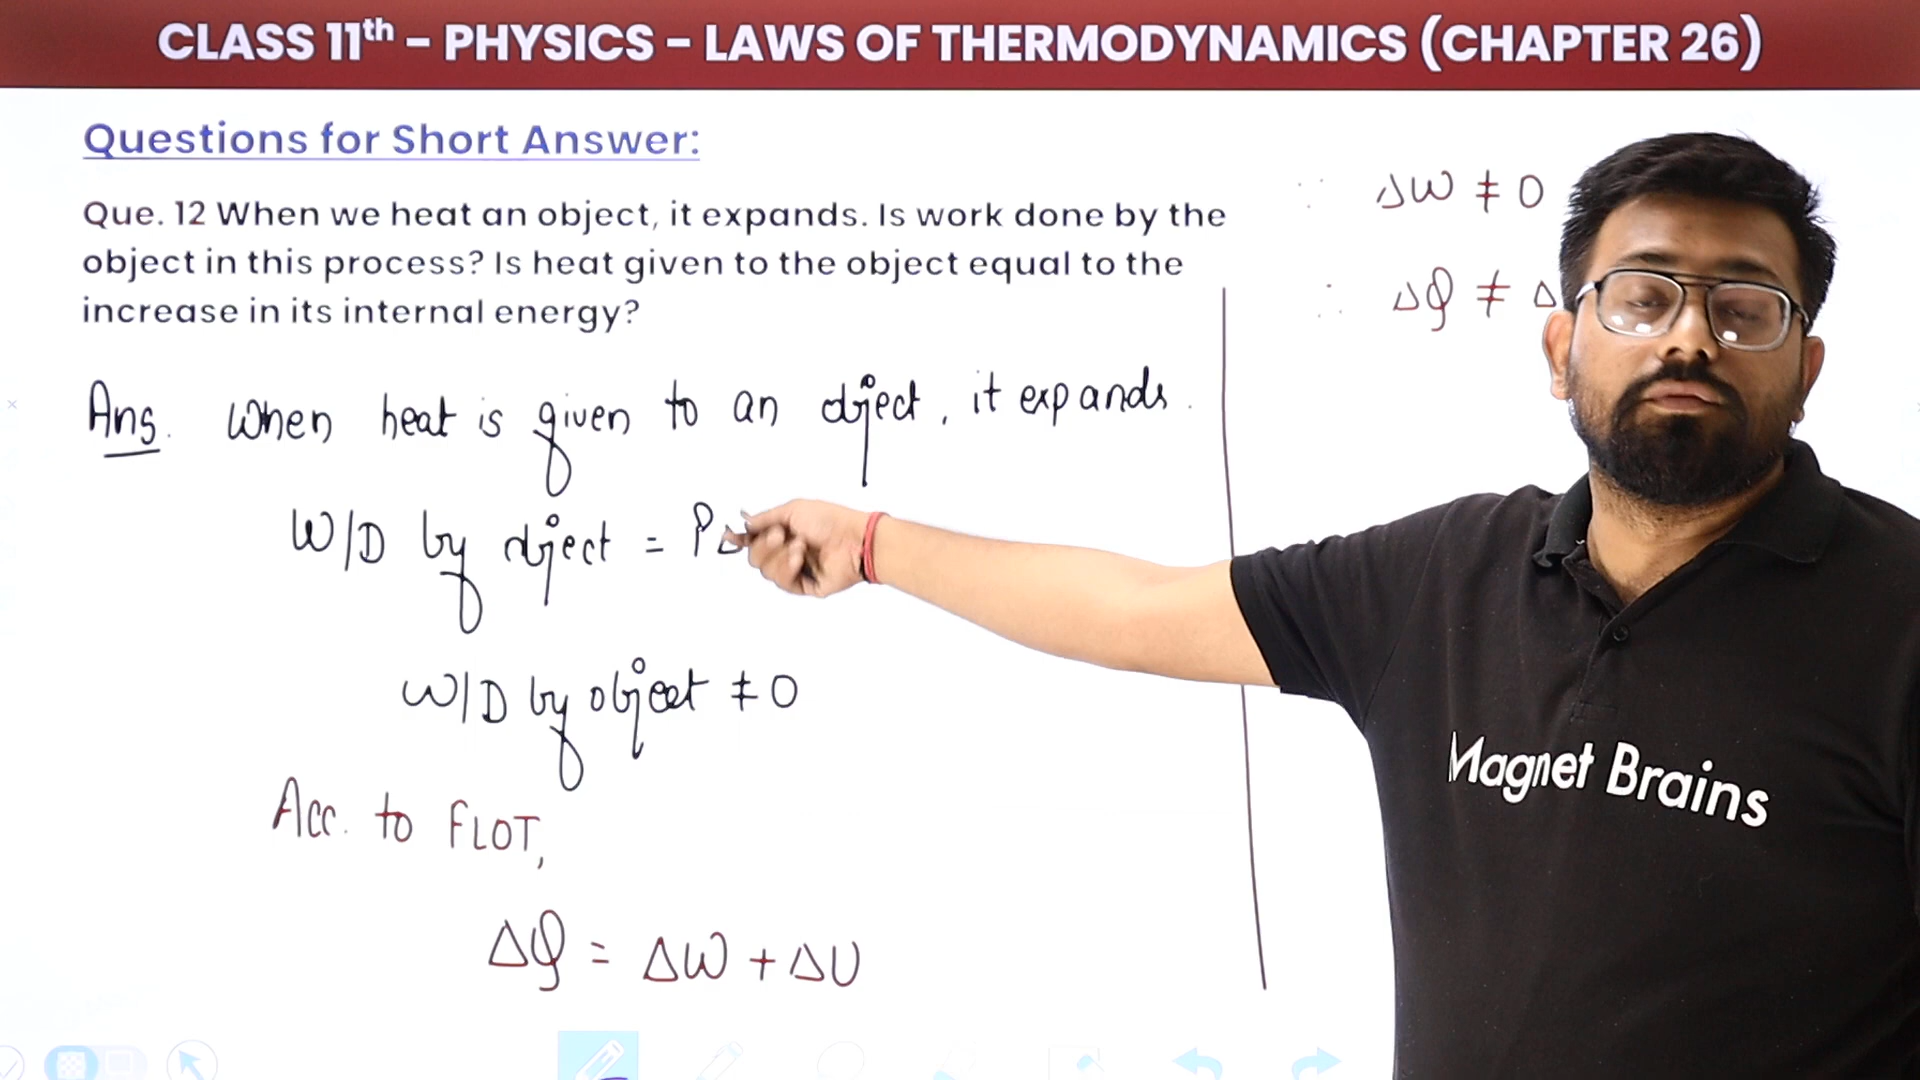 CLASS 11th - PHYSICS - LAWS OF THERMODYNAMICS (CHAPTER 26)
Questions for Short Answer:
Que. 12 When we heat an object, it expands. Is work done by the
object in this process? Is heat given to the object equal to the
increase in its internal energy?
Ans. When heat is given to an object, it expands.
W/D by object = PΔ
W/D by object ≠ 0
Acc. to FLOT,
ΔQ = ΔW + ΔU
∵ ΔW ≠ 0
∴ ΔQ ≠ Δ
Magnet Brains